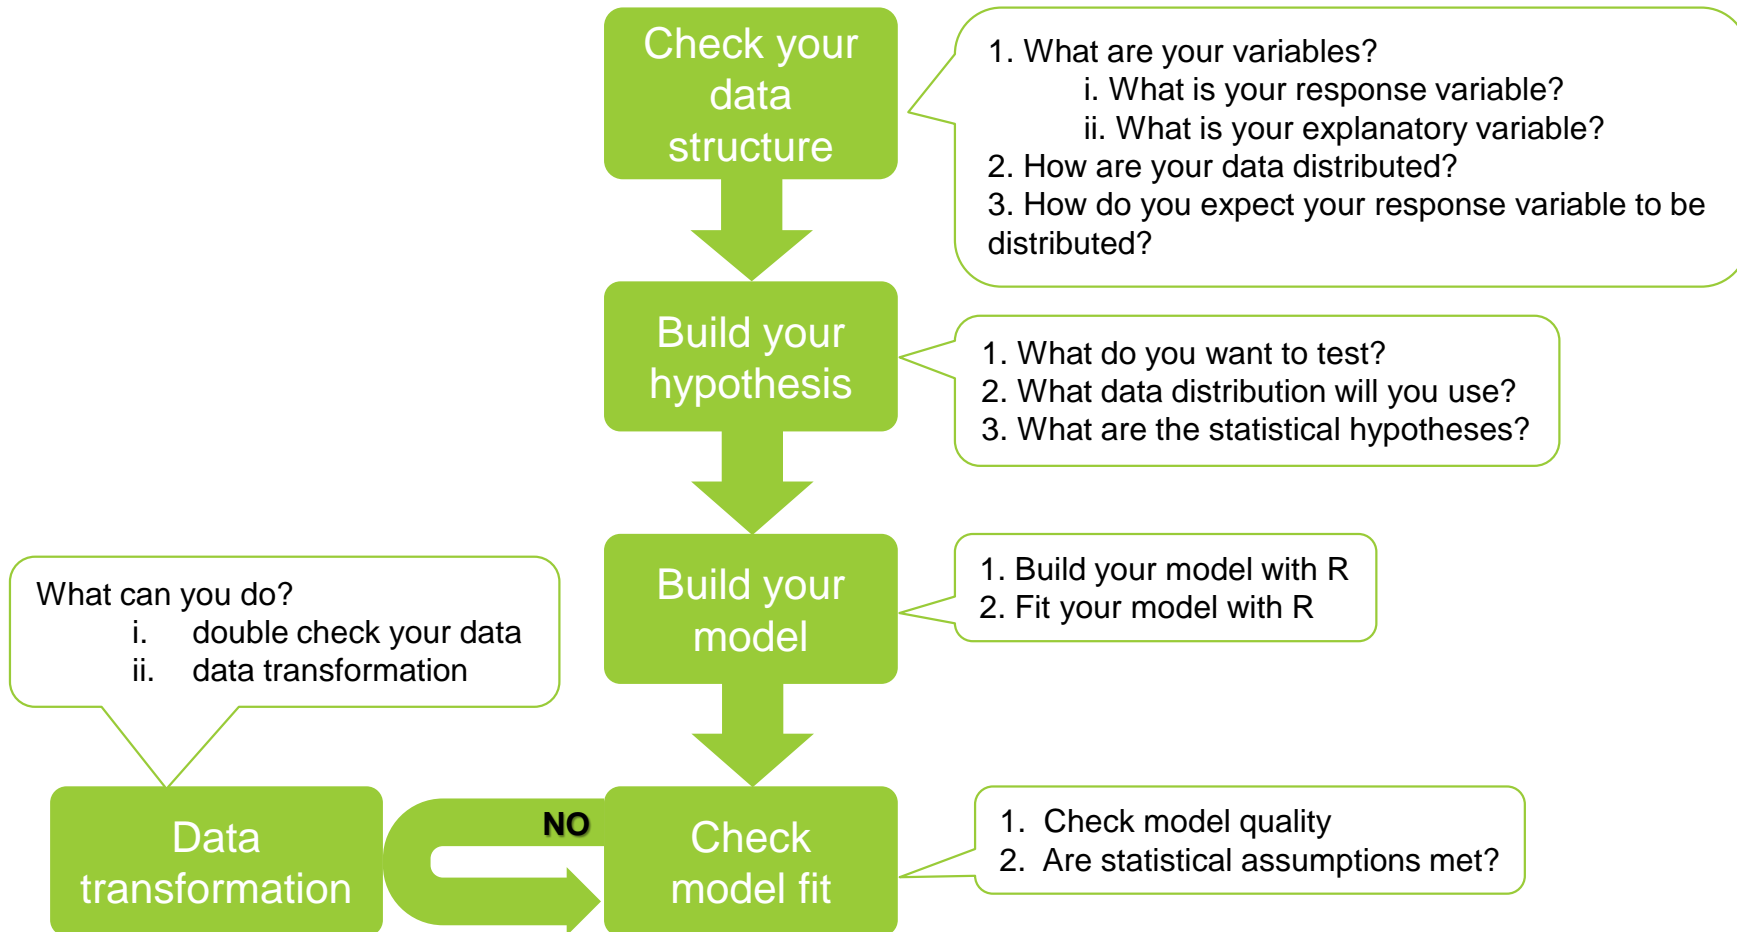 Check your
data
structure
1. What are your variables?
i. What is your response variable?
ii. What is your explanatory variable?
2. How are your data distributed?
3. How do you expect your response variable to be
distributed?
Build your
hypothesis
1. What do you want to test?
2. What data distribution will you use?
3. What are the statistical hypotheses?
Build your
model
1. Build your model with R
2. Fit your model with R
What can you do?
i. double check your data
ii. data transformation
Data
transformation
NO
Check
model fit
1. Check model quality
2. Are statistical assumptions met?